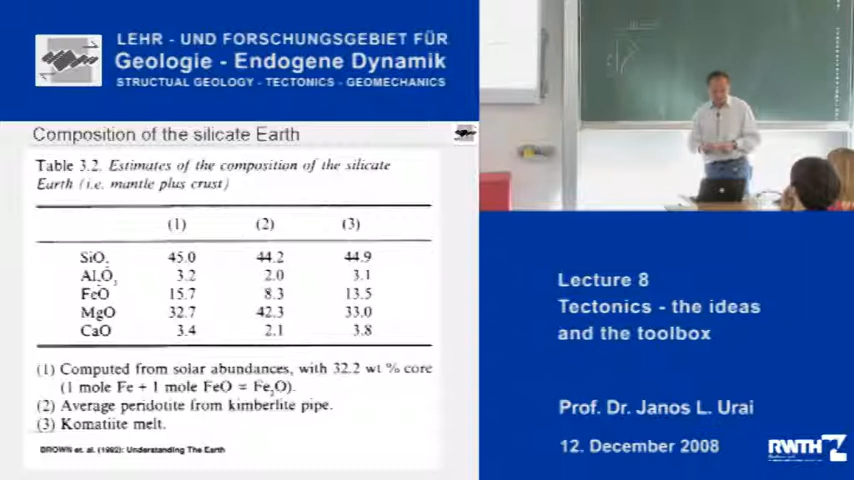 LEHR - UND FORSCHUNGSGEBIET FÜR
Geologie - Endogene Dynamik
STRUCTURAL GEOLOGY - TECTONICS - GEOMECHANICS
Composition of the silicate Earth
Table 3.2. Estimates of the composition of the silicate
Earth (i.e. mantle plus crust)
(1) (2) (3)
SiO₂ 45.0 44.2 44.9
Al₂O₃ 3.2 2.0 3.1
FeO 15.7 8.3 13.5
MgO 32.7 42.3 33.0
CaO 3.4 2.1 3.8
(1) Computed from solar abundances, with 32.2 wt % core
(1 mole Fe + 1 mole FeO = Fe₂O).
(2) Average peridotite from kimberlite pipe.
(3) Komatiite melt.
BROWN et. al. (1992): Understanding The Earth
Lecture 8
Tectonics - the ideas
and the toolbox
Prof. Dr. Janos L. Urai
12. December 2008
RWTH